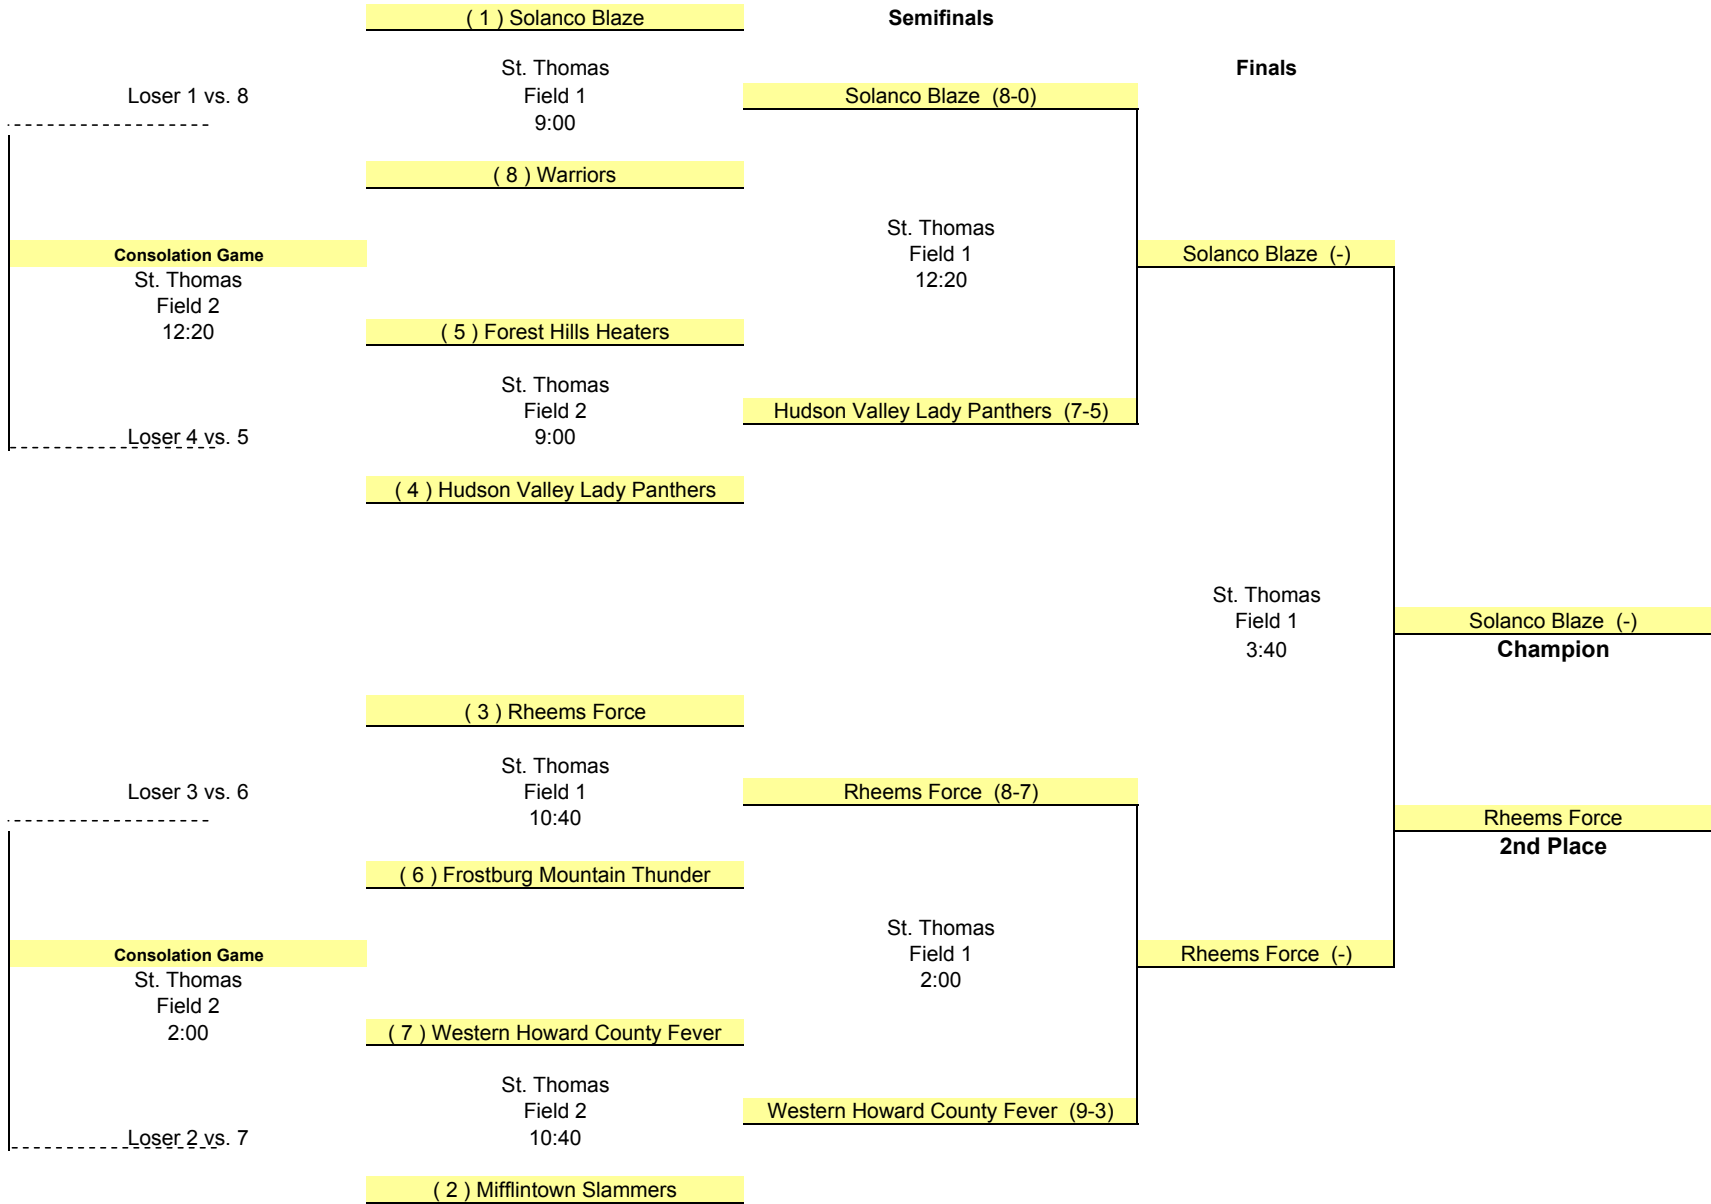 ( 1 ) Solanco Blaze
Semifinals
St. Thomas
Finals
Loser 1 vs. 8
Field 1
Solanco Blaze (8-0)
9:00
( 8 ) Warriors
St. Thomas
Consolation Game
Field 1
Solanco Blaze (-)
St. Thomas
12:20
Field 2
12:20
( 5 ) Forest Hills Heaters
St. Thomas
Field 2
Hudson Valley Lady Panthers (7-5)
Loser 4 vs. 5
9:00
( 4 ) Hudson Valley Lady Panthers
St. Thomas
Field 1
Solanco Blaze (-)
3:40
Champion
( 3 ) Rheems Force
St. Thomas
Loser 3 vs. 6
Field 1
Rheems Force (8-7)
10:40
Rheems Force
2nd Place
( 6 ) Frostburg Mountain Thunder
St. Thomas
Consolation Game
Field 1
Rheems Force (-)
St. Thomas
2:00
Field 2
2:00
( 7 ) Western Howard County Fever
St. Thomas
Field 2
Western Howard County Fever (9-3)
Loser 2 vs. 7
10:40
( 2 ) Mifflintown Slammers